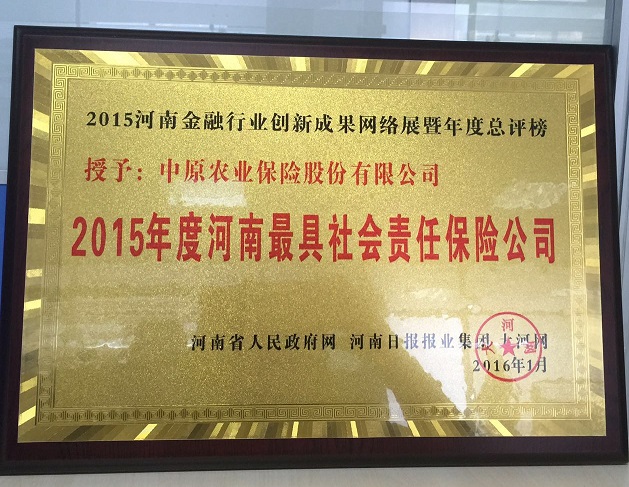 2015河南金融行业创新成果网络展暨年度总评榜
授予：中原农业保险股份有限公司
2015年度河南最具社会责任保险公司
河南省人民政府网 河南日报报业集团大河网
2016年1月